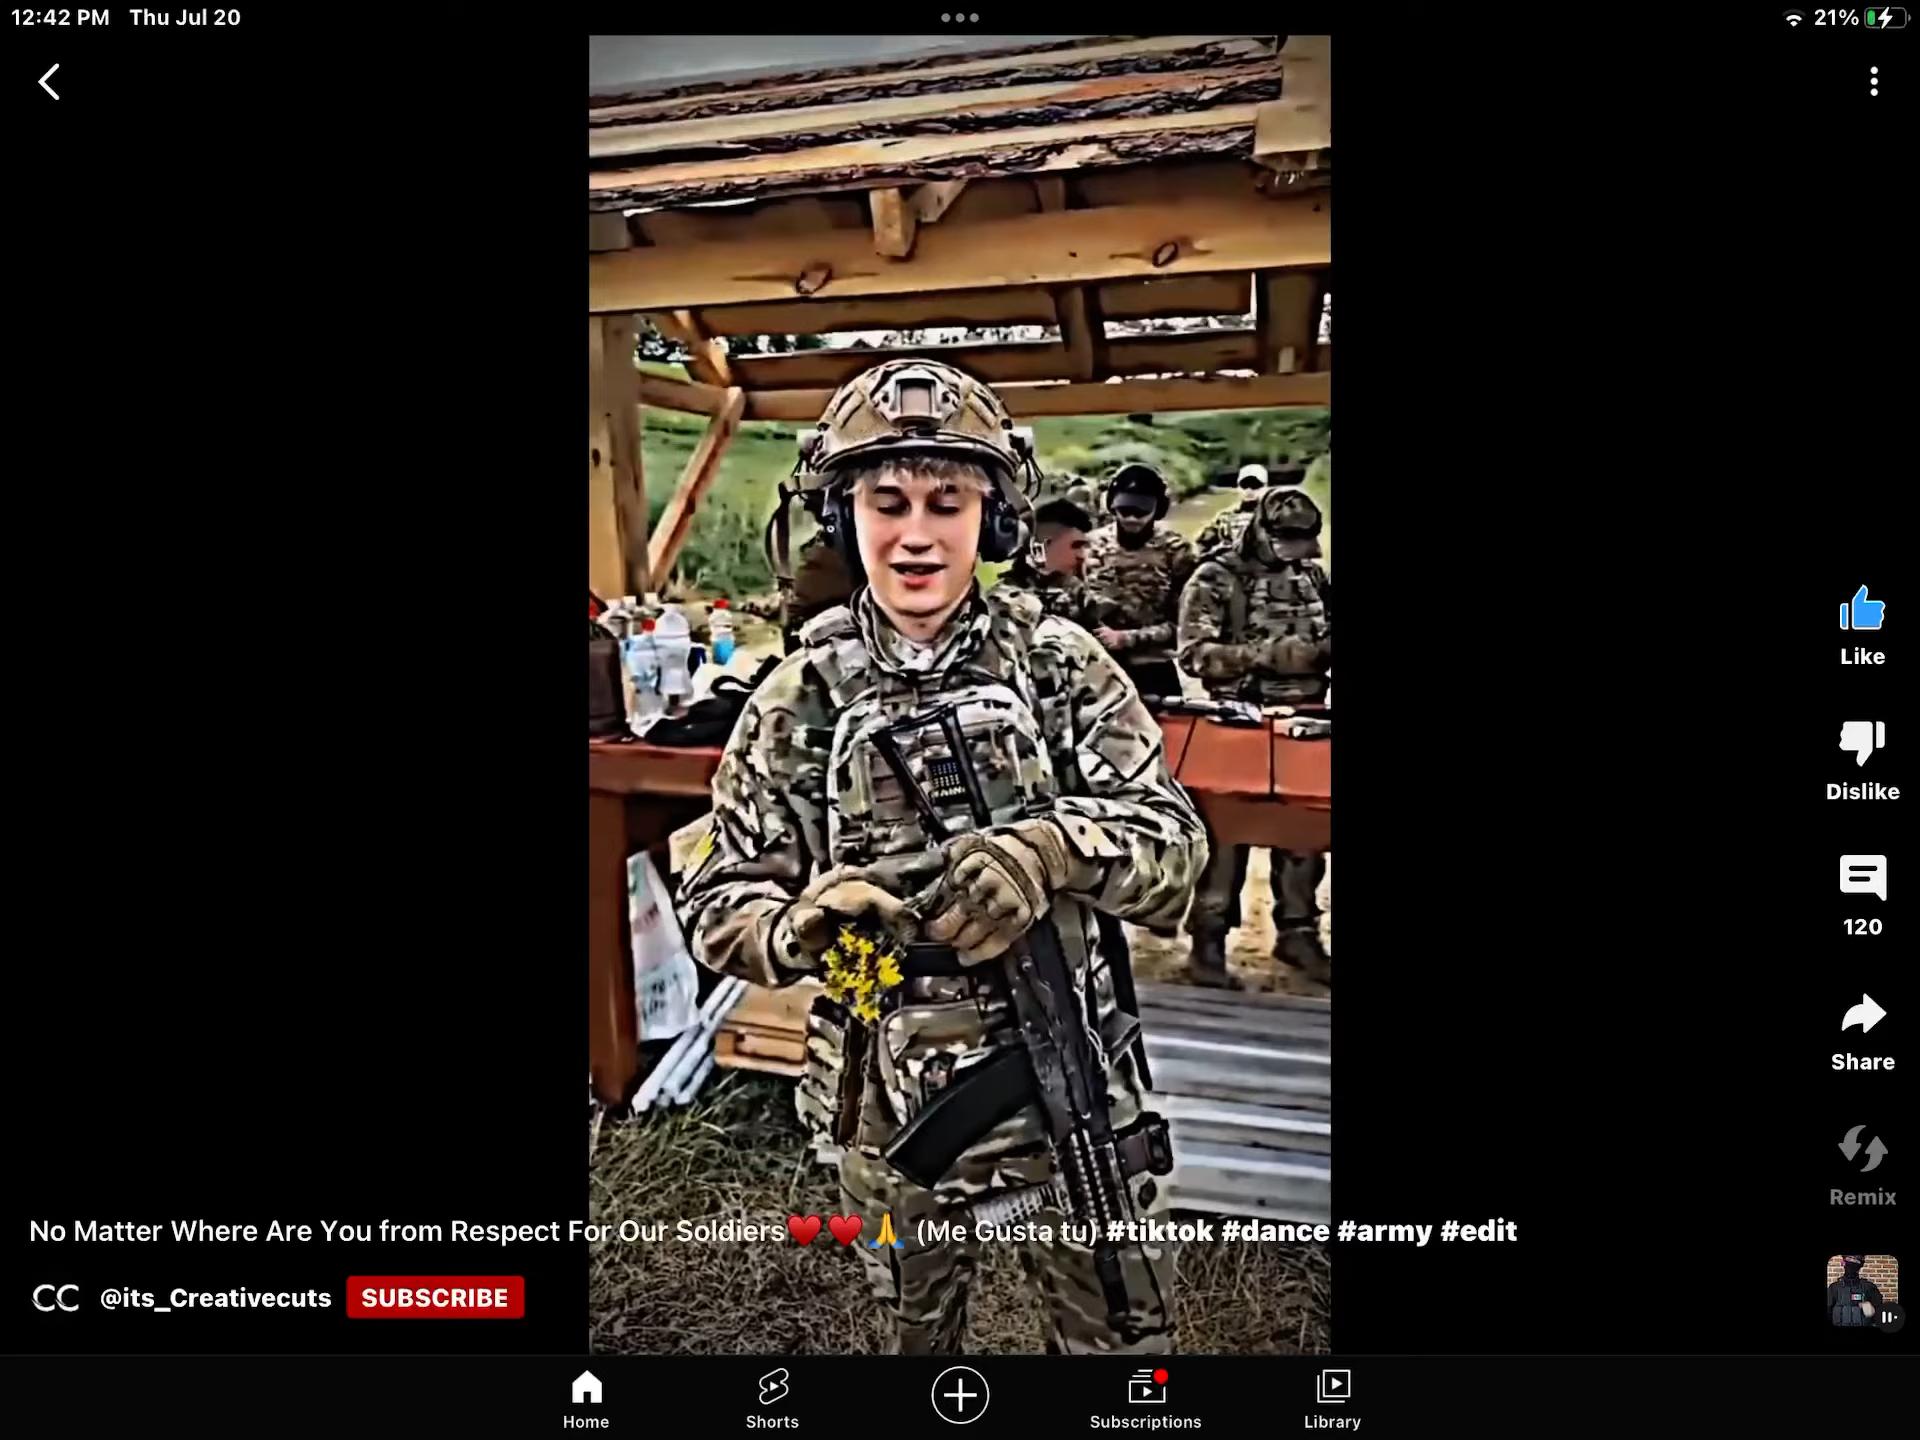 12:42 PM Thu Jul 20
21%
Like
Dislike
120
Share
Remix
No Matter Where Are You from Respect For Our Soldiers♥️♥️🙏 (Me Gusta tu) #tiktok #dance #army #edit
CC @its_Creativecuts SUBSCRIBE
Home Shorts Subscriptions Library